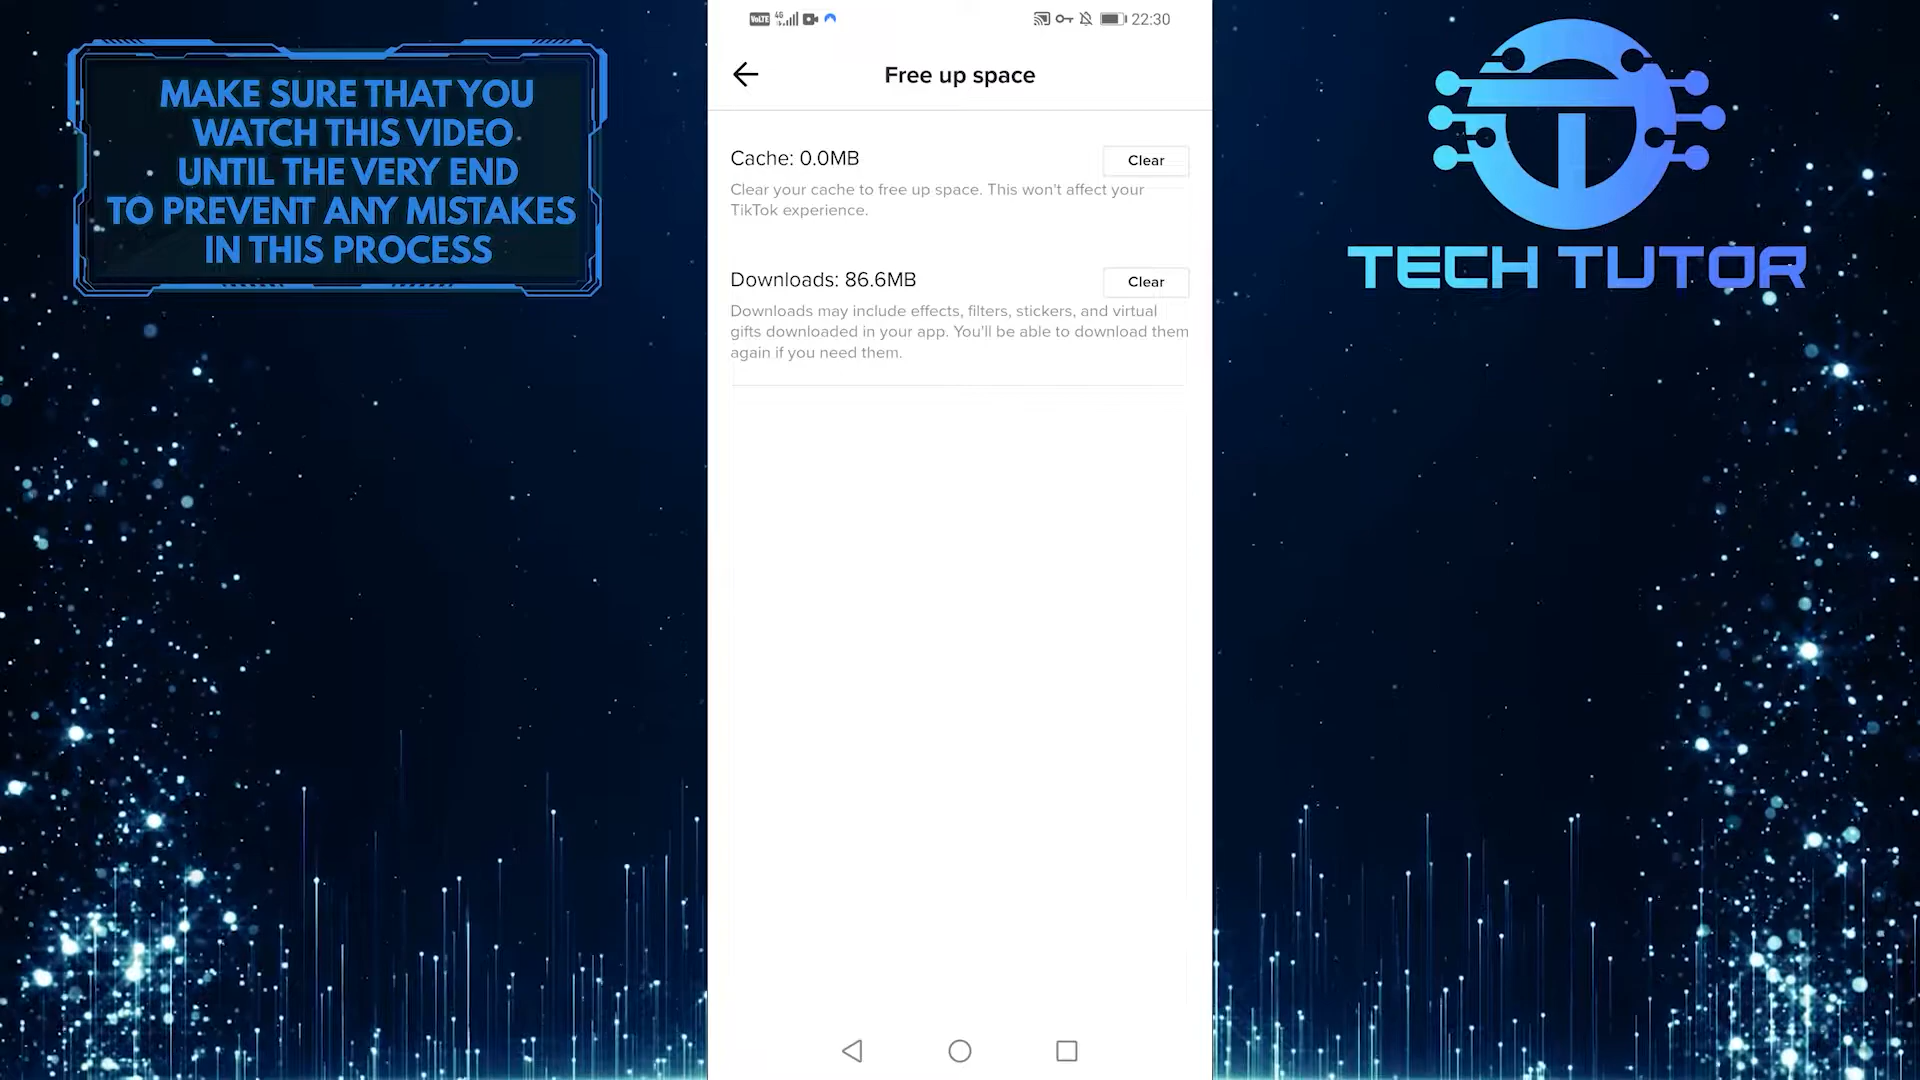 MAKE SURE THAT YOU
WATCH THIS VIDEO
UNTIL THE VERY END
TO PREVENT ANY MISTAKES
IN THIS PROCESS
VoLTE 4G 22:30
Free up space
Cache: 0.0MB
Clear
Clear your cache to free up space. This won't affect your
TikTok experience.
Downloads: 86.6MB
Clear
Downloads may include effects, filters, stickers, and virtual
gifts downloaded in your app. You'll be able to download them
again if you need them.
TECH TUTOR